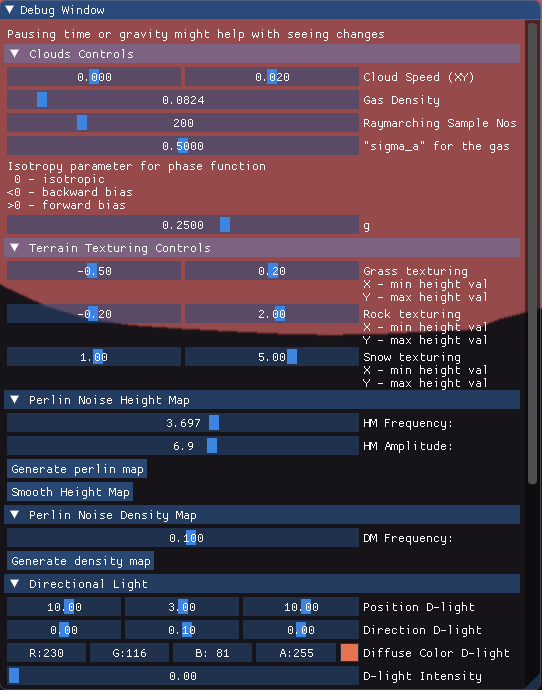 Debug Window
Pausing time or gravity might help with seeing changes
Clouds Controls
0.000 0.020 Cloud Speed (XY)
0.0824 Gas Density
200 Raymarching Sample Nos
0.5000 "sigma_a" for the gas
Isotropy parameter for phase function
0 - isotropic
<0 - backward bias
>0 - forward bias
0.2500 g
Terrain Texturing Controls
-0.50 0.20 Grass texturing
X - min height val
Y - max height val
-0.20 2.00 Rock texturing
X - min height val
Y - max height val
1.00 5.00 Snow texturing
X - min height val
Y - max height val
Perlin Noise Height Map
3.697 HM Frequency:
6.9 HM Amplitude:
Generate perlin map
Smooth Height Map
Perlin Noise Density Map
0.100 DM Frequency:
Generate density map
Directional Light
10.00 3.00 10.00 Position D-light
0.00 0.10 0.00 Direction D-light
R:230 G:116 B: 81 A:255 Diffuse Color D-light
0.00 D-light Intensity